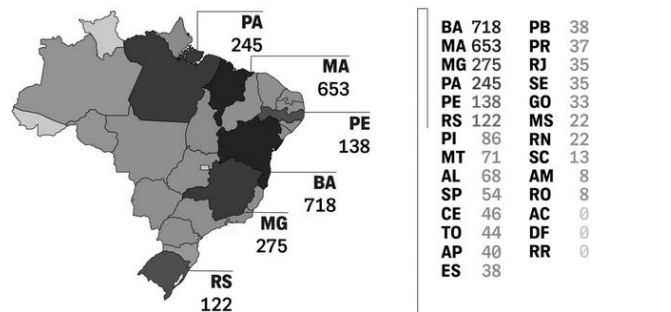 PA
245
MA
653
PE
138
BA
718
MG
275
RS
122
BA 718
MA 653
MG 275
PA 245
PE 138
RS 122
PI 86
MT 71
AL 68
SP 54
CE 46
TO 44
AP 40
ES 38
PB 38
PR 37
RJ 35
SE 35
GO 33
MS 22
RN 22
SC 13
AM 8
RO 8
AC 0
DF 0
RR 0